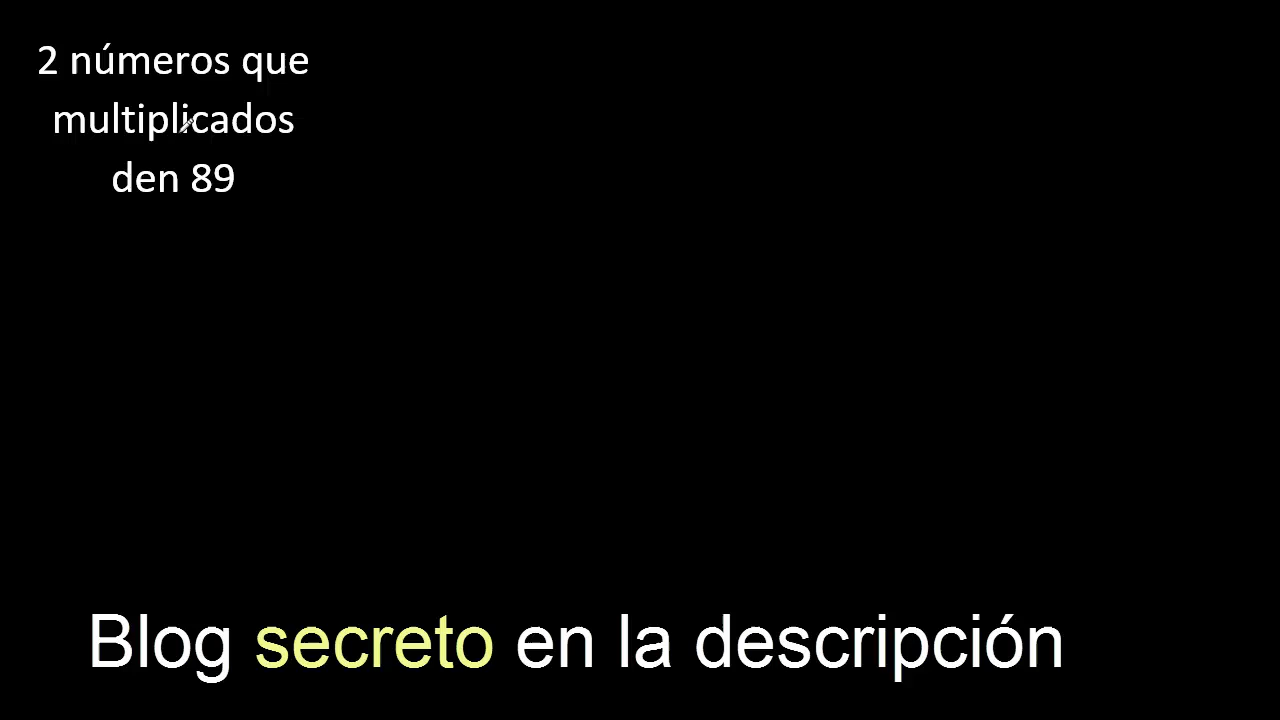 2 números que
multiplicados
den 89
Blog secreto en la descripción